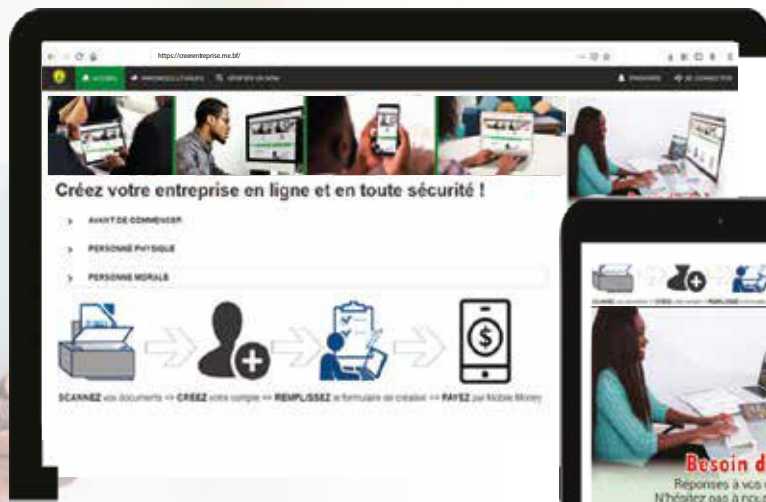 https://creerentreprise.me.bf/
ACCUEIL ANNONCES LÉGALES VÉRIFIER UN NOM S'INSCRIRE SE CONNECTER
Créez votre entreprise en ligne et en toute sécurité !
AVANT DE COMMENCER
PERSONNE PHYSIQUE
PERSONNE MORALE
SCANNEZ vos documents => CRÉEZ votre compte => REMPLISSEZ le formulaire de création => PAYEZ par Mobile Money
Besoin d
Réponses à vos
N'hésitez pas à nous